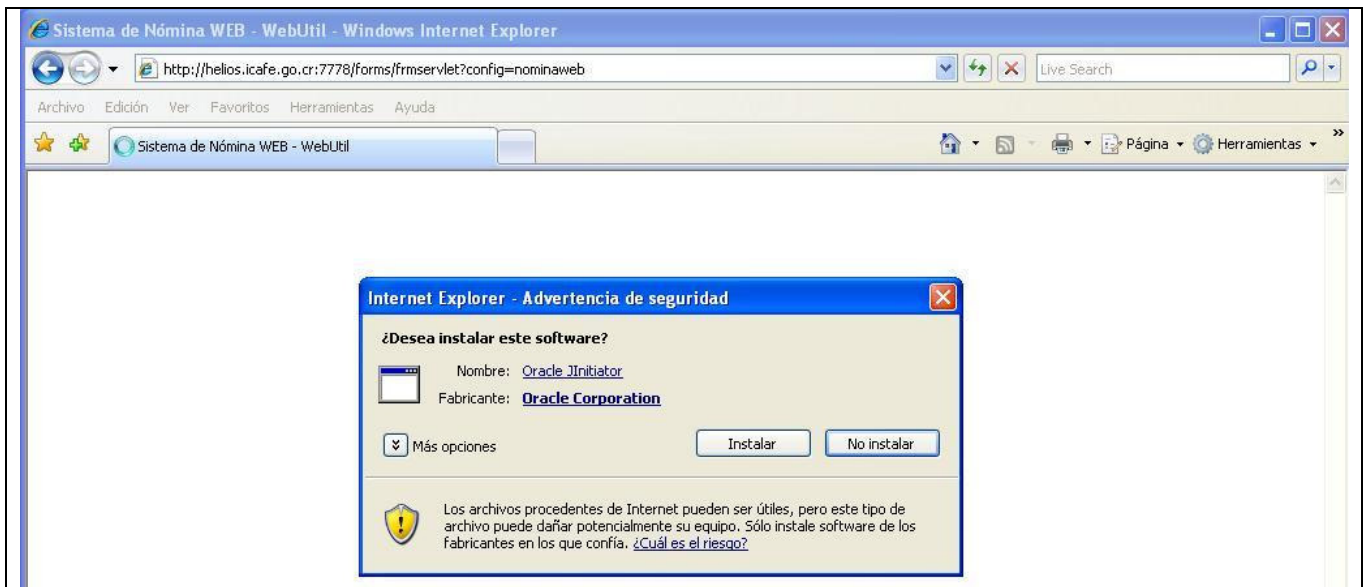 Sistema de Nómina WEB - WebUtil - Windows Internet Explorer
http://helios.icafe.go.cr:7778/forms/frmservlet?config=nominaweb
Live Search
Archivo Edición Ver Favoritos Herramientas Ayuda
Sistema de Nómina WEB - WebUtil
Página
Herramientas
Internet Explorer - Advertencia de seguridad
¿Desea instalar este software?
Nombre: Oracle JInitiator
Fabricante: Oracle Corporation
Más opciones
Instalar
No instalar
Los archivos procedentes de Internet pueden ser útiles, pero este tipo de
archivo puede dañar potencialmente su equipo. Sólo instale software de los
fabricantes en los que confía. ¿Cuál es el riesgo?